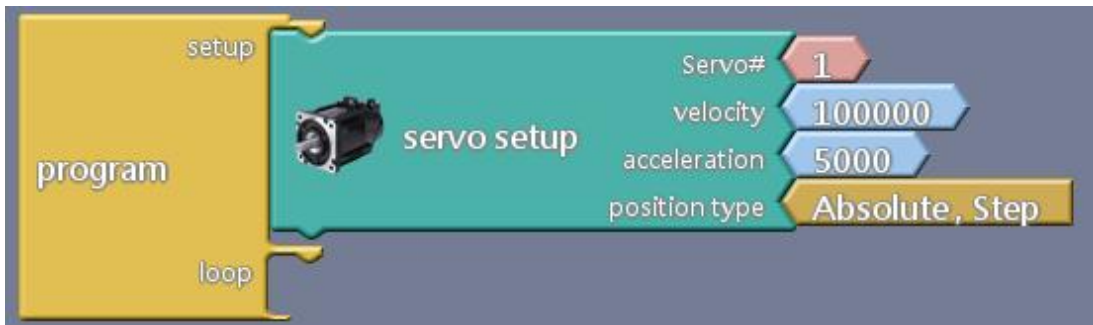 setup
Servo# 1
velocity 100000
servo setup
acceleration 5000
program
position type Absolute, Step
loop